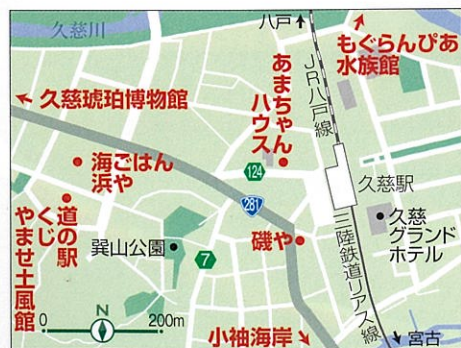 久慈川
八戸
もぐらんぴあ
水族館
JR八戸線
あまちゃん
ハウス
久慈琥珀博物館
海ごはん
浜や
124
久慈駅
281
道の駅
くじ
やませ土風館
巽山公園
7
磯や
久慈
グランド
ホテル
三陸鉄道リアス線
N
0
200m
小袖海岸
宮古